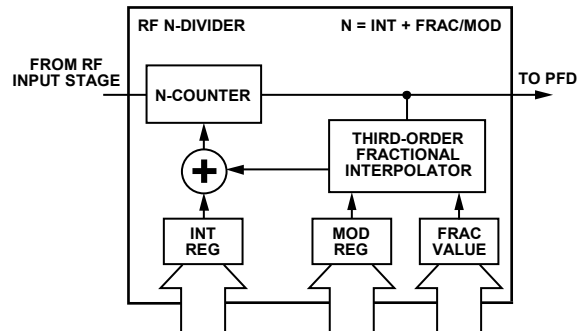 RF N-DIVIDER
N = INT + FRAC/MOD
FROM RF
INPUT STAGE
TO PFD
N-COUNTER
THIRD-ORDER
FRACTIONAL
INTERPOLATOR
+
INT
REG
MOD
REG
FRAC
VALUE